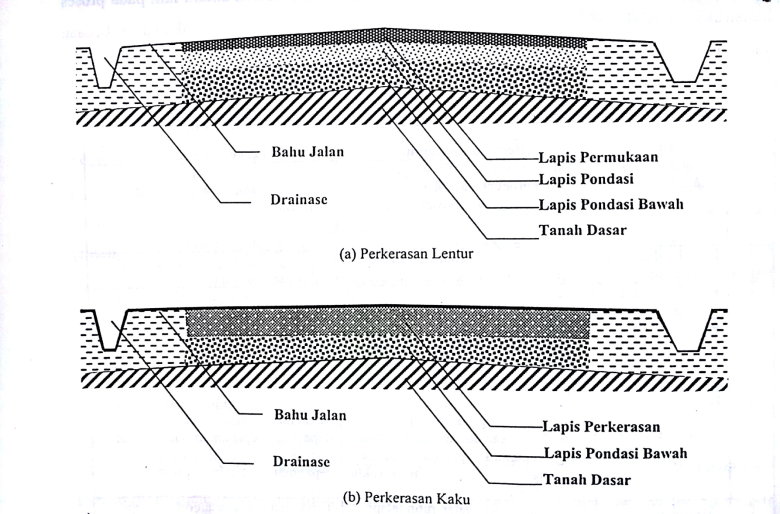 Bahu Jalan
Drainase
Lapis Permukaan
Lapis Pondasi
Lapis Pondasi Bawah
Tanah Dasar
(a) Perkerasan Lentur
Bahu Jalan
Drainase
Lapis Perkerasan
Lapis Pondasi Bawah
Tanah Dasar
(b) Perkerasan Kaku